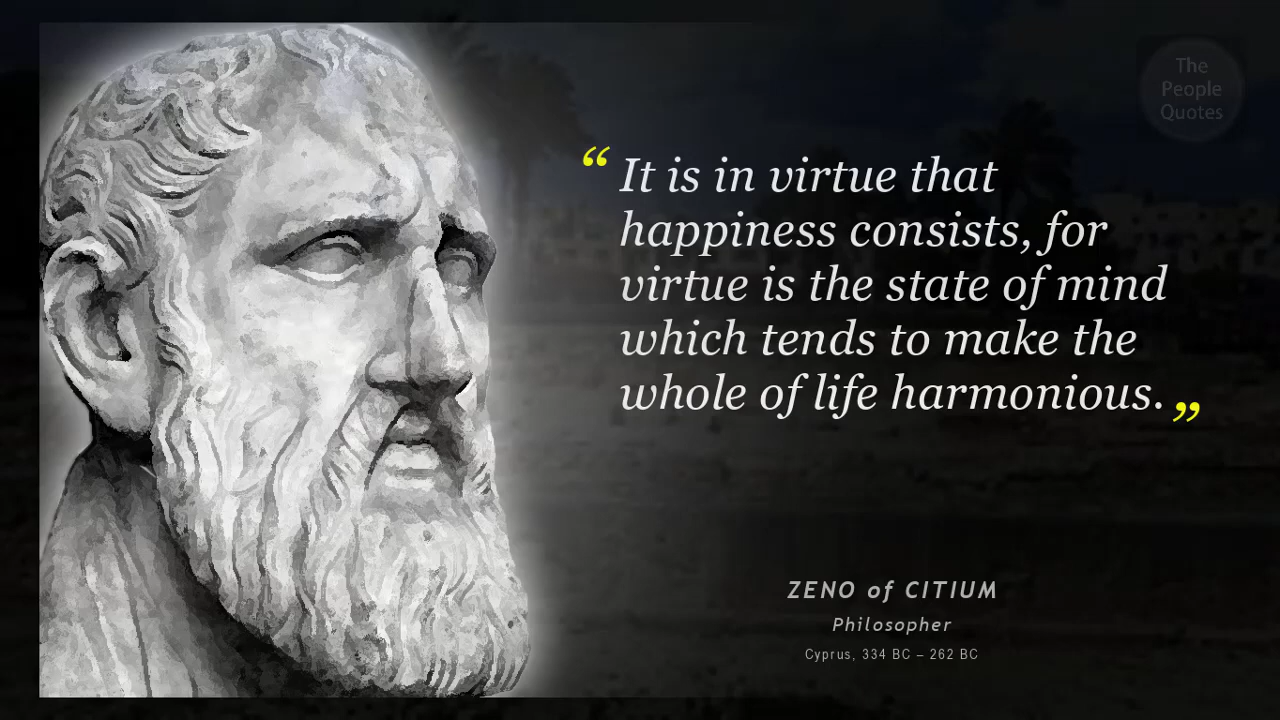 The
People
Quotes
“ It is in virtue that
happiness consists, for
virtue is the state of mind
which tends to make the
whole of life harmonious. ”
ZENO of CITIUM
Philosopher
Cyprus, 334 BC – 262 BC